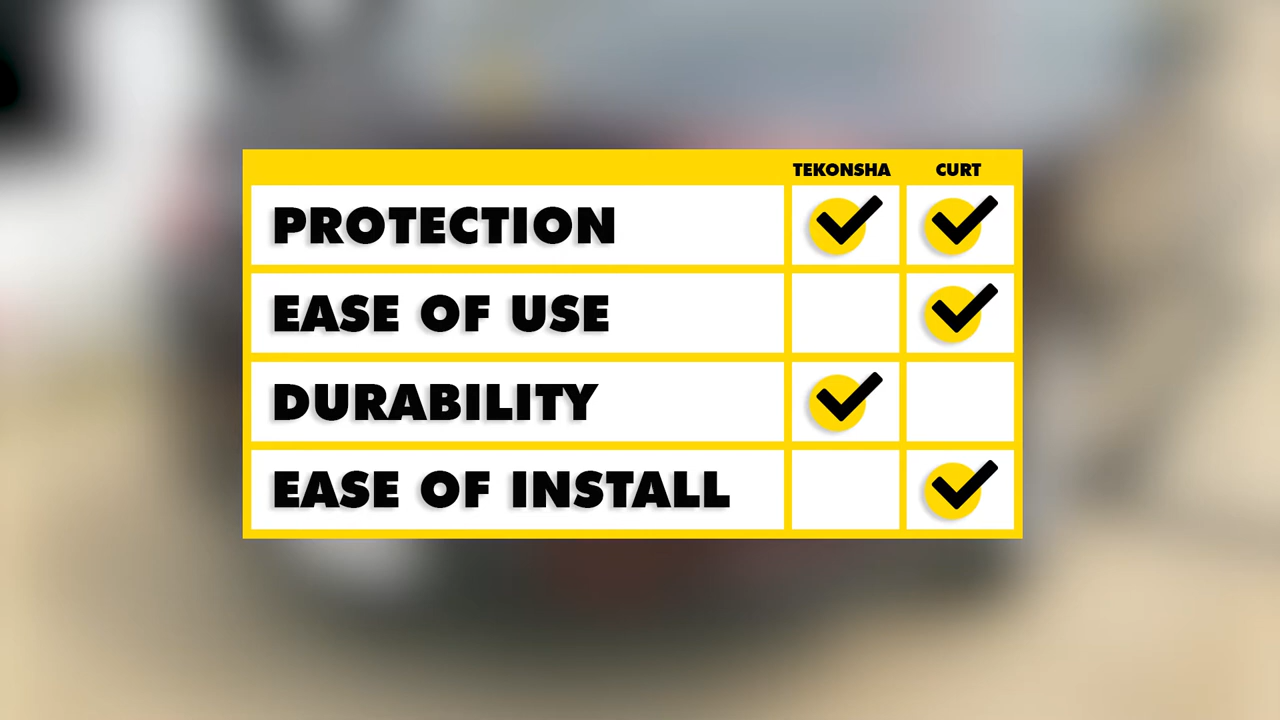 TEKONSHA CURT
PROTECTION
EASE OF USE
DURABILITY
EASE OF INSTALL